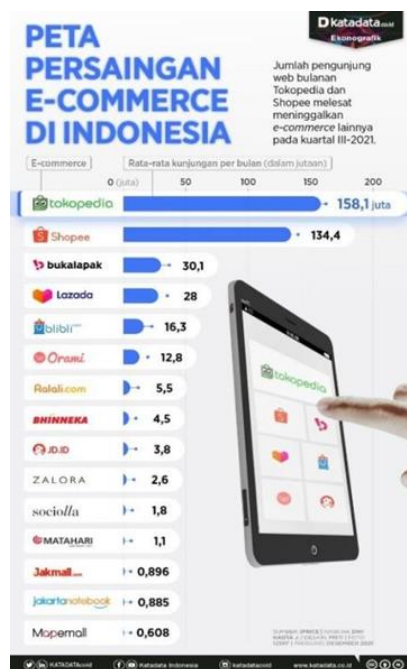 katadata.co.id
Ekonografik
PETA
PERSAINGAN
E-COMMERCE
DI INDONESIA
Jumlah pengunjung
web bulanan
Tokopedia dan
Shopee melesat
meninggalkan
e-commerce lainnya
pada kuartal III-2021.
E-commerce
Rata-rata kunjungan per bulan (dalam jutaan)
0 (juta) 50 100 150 200
tokopedia 158,1 juta
Shopee 134,4
bukalapak 30,1
Lazada 28
blibli 16,3
Orami 12,8
Ralali.com 5,5
BHINNEKA 4,5
JD.ID 3,8
ZALORA 2,6
sociolla 1,8
MATAHARI 1,1
Jakmall 0,896
jakartanotebook 0,885
Mapemall 0,608
tokopedia
KATADATAcoid
Katadata Indonesia
katadatacoid
www.katadata.co.id